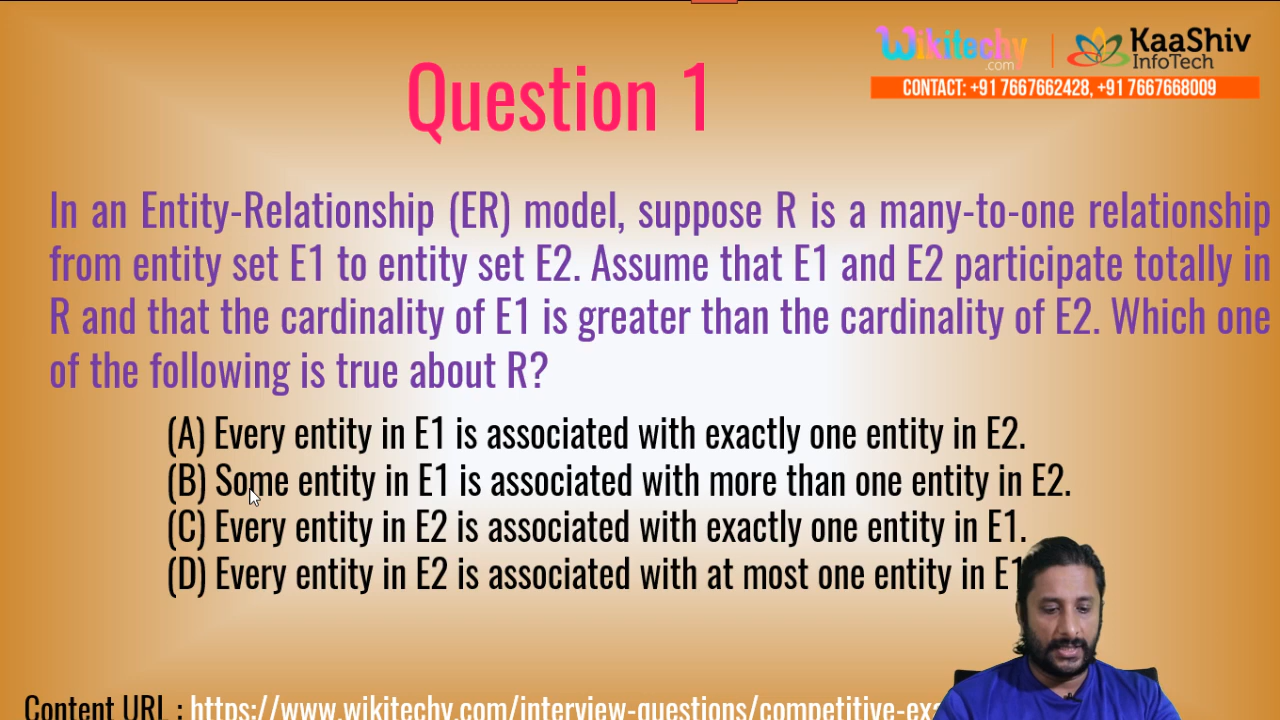 Wikitechy
.com
KaaShiv
InfoTech
CONTACT: +91 7667662428, +91 7667668009
Question 1
In an Entity-Relationship (ER) model, suppose R is a many-to-one relationship
from entity set E1 to entity set E2. Assume that E1 and E2 participate totally in
R and that the cardinality of E1 is greater than the cardinality of E2. Which one
of the following is true about R?
(A) Every entity in E1 is associated with exactly one entity in E2.
(B) Some entity in E1 is associated with more than one entity in E2.
(C) Every entity in E2 is associated with exactly one entity in E1.
(D) Every entity in E2 is associated with at most one entity in E1
Content URL : https://www.wikitechy.com/interview-questions/competitive-exa